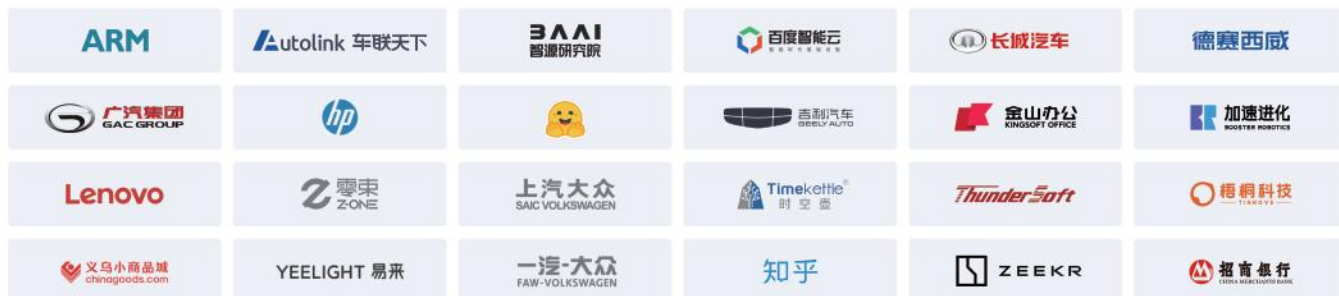 ARM
Autolink 车联天下
BAAI
智源研究院
百度智能云
长城汽车
德赛西威
广汽集团
GAC GROUP
hp
吉利汽车
GEELY AUTO
金山办公
KINGSOFT OFFICE
加速进化
BOOSTER ROBOTICS
Lenovo
零束
Z-ONE
上汽大众
SAIC VOLKSWAGEN
Timekettle®
时空壶
ThunderSoft
梧桐科技
TINNOVE
义乌小商品城
chinagoods.com
YEELIGHT 易来
一汽-大众
FAW-VOLKSWAGEN
知乎
ZEEKR
招商银行
CHINA MERCHANTS BANK